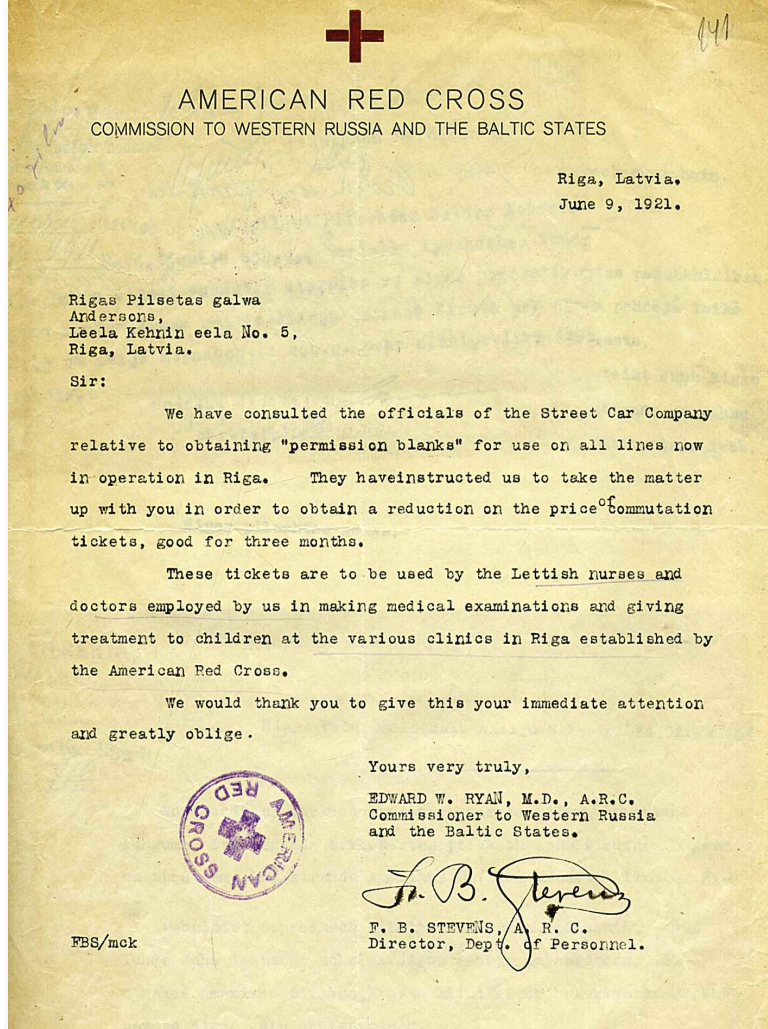 141
AMERICAN RED CROSS
COMMISSION TO WESTERN RUSSIA AND THE BALTIC STATES
Riga, Latvia.
June 9, 1921.
Rigas Pilsetas galwa
Andersons,
Leela Kehnin eela No. 5,
Riga, Latvia.
Sir:
We have consulted the officials of the Street Car Company
relative to obtaining "permission blanks" for use on all lines now
in operation in Riga. They haveinstructed us to take the matter
up with you in order to obtain a reduction on the price of commutation
tickets, good for three months.
These tickets are to be used by the Lettish nurses and
doctors employed by us in making medical examinations and giving
treatment to children at the various clinics in Riga established by
the American Red Cross.
We would thank you to give this your immediate attention
and greatly oblige.
Yours very truly,
EDWARD W. RYAN, M.D., A.R.C.
Commissioner to Western Russia
and the Baltic States.
AMERICAN RED CROSS
F. B. Stevens
F. B. STEVENS, A. R. C.
Director, Dept. of Personnel.
FBS/mck